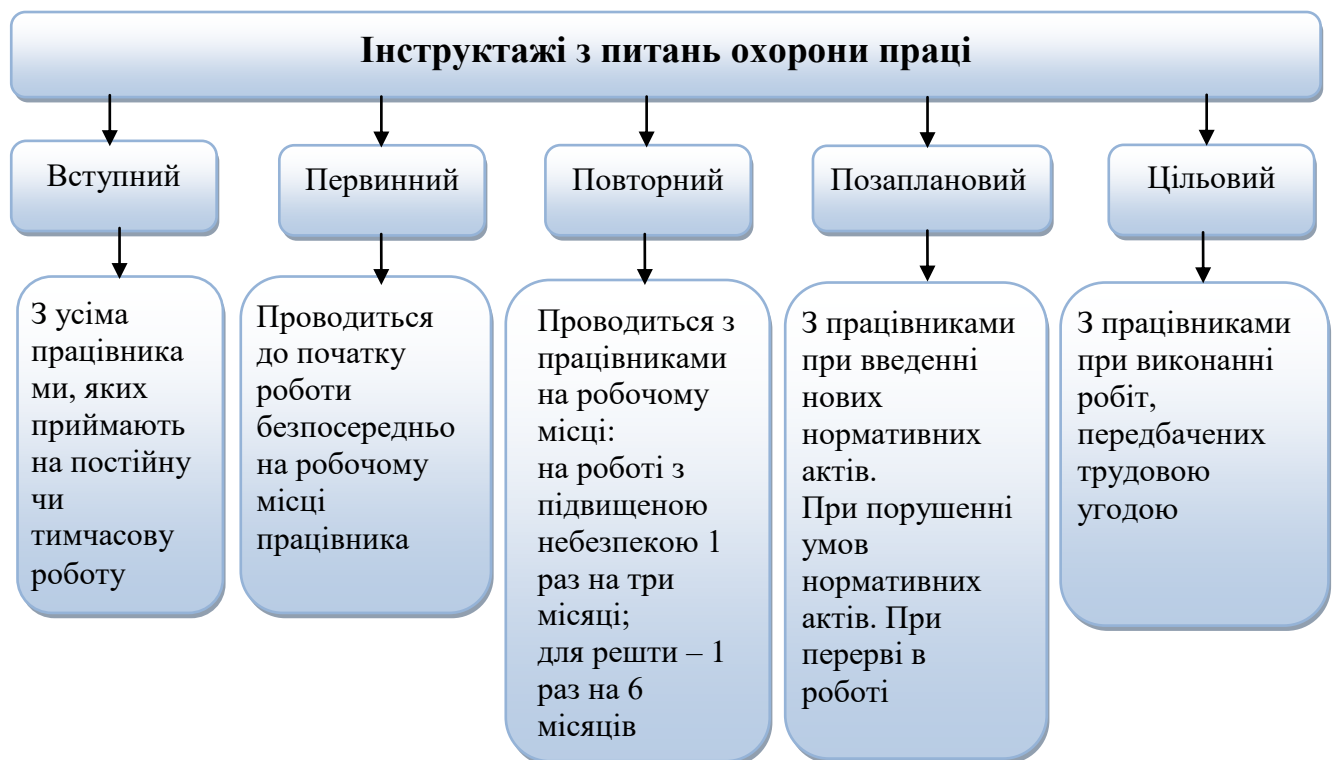 Інструктажі з питань охорони праці
Вступний
Первинний
Повторний
Позаплановий
Цільовий
З усіма
працівника
ми, яких
приймають
на постійну
чи
тимчасову
роботу
Проводиться
до початку
роботи
безпосередньо
на робочому
місці
працівника
Проводиться з
працівниками
на робочому
місці:
на роботі з
підвищеною
небезпекою 1
раз на три
місяці;
для решти – 1
раз на 6
місяців
З працівниками
при введенні
нових
нормативних
актів.
При порушенні
умов
нормативних
актів. При
перерві в
роботі
З працівниками
при виконанні
робіт,
передбачених
трудовою
угодою